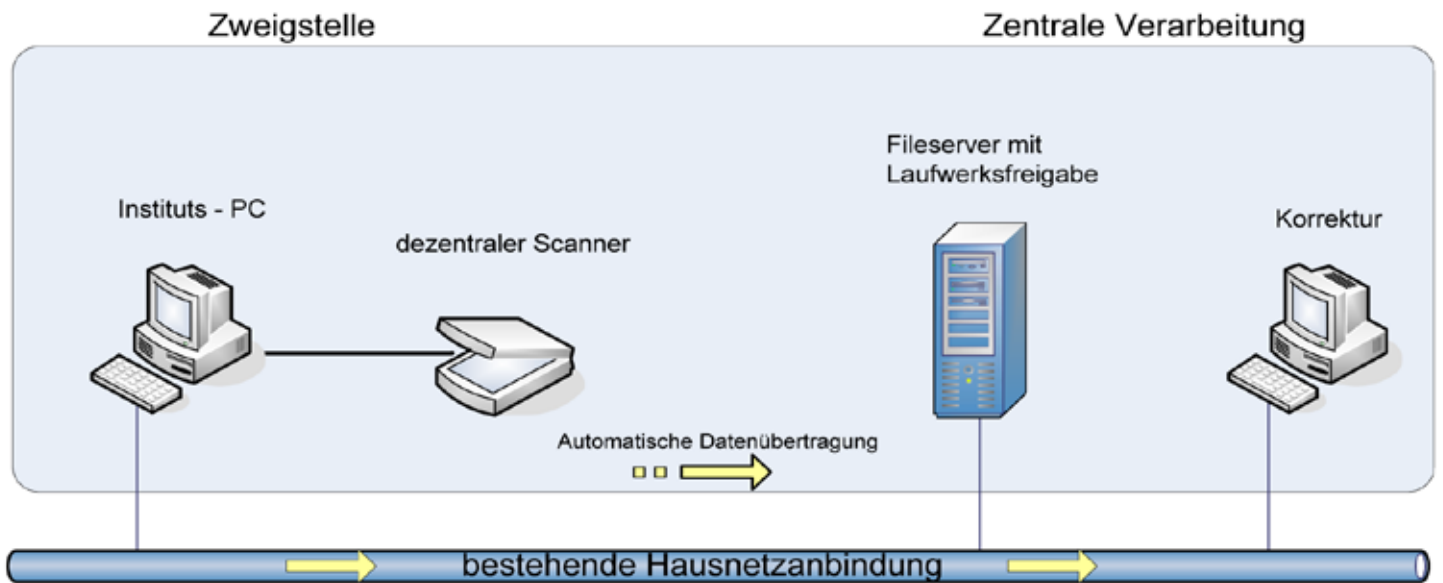 Zweigstelle
Zentrale Verarbeitung
Fileserver mit
Laufwerksfreigabe
Instituts - PC
dezentraler Scanner
Korrektur
Automatische Datenübertragung
bestehende Hausnetzanbindung